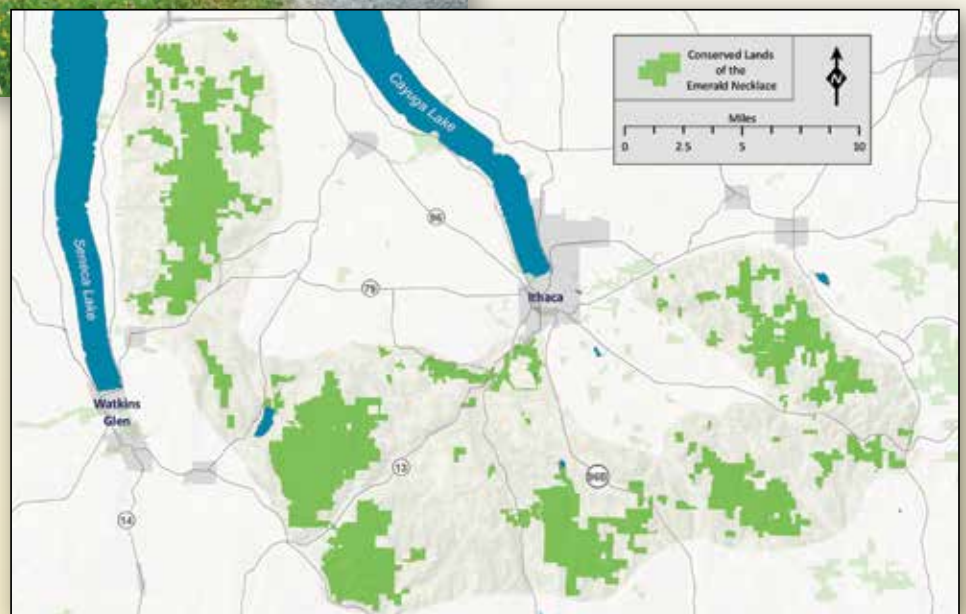 Conserved Lands
of the
Emerald Necklace
N
Miles
0 2.5 5 10
Cayuga Lake
Seneca Lake
96
79
Ithaca
Watkins
Glen
13
96B
14